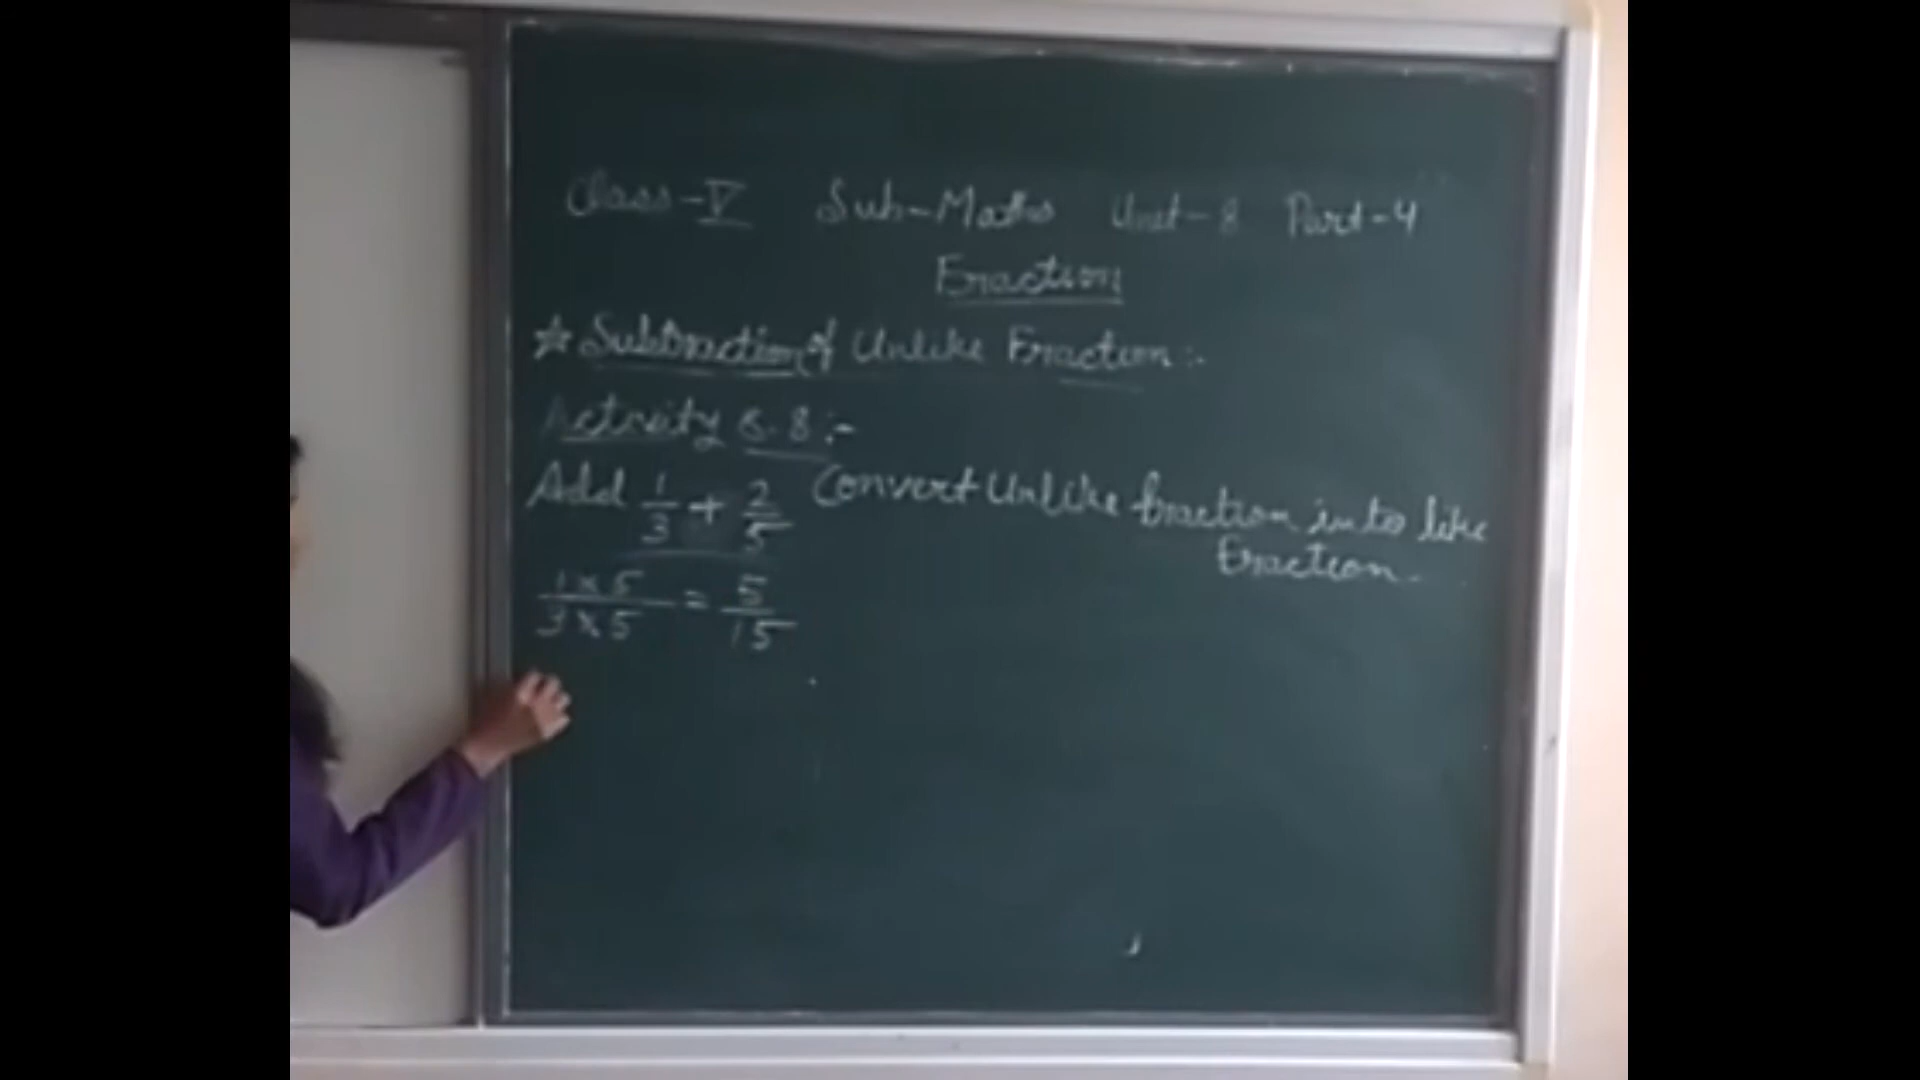 Class-V Sub-Maths Unit-8 Part-4
Fraction
☆ Subtraction of Unlike Fraction:-
Activity 8.8:-
Add 1/3 + 2/5 Convert Unlike fraction into like
fraction.
1×5/3×5 = 5/15